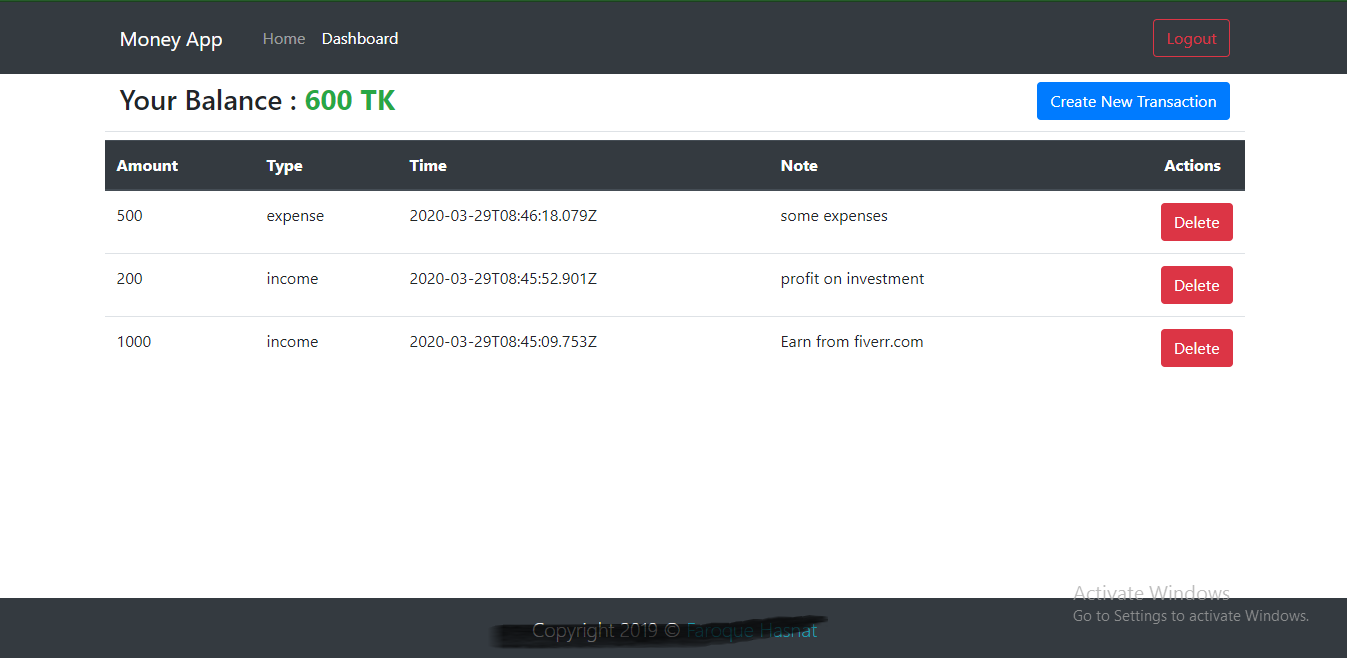 Money App Home Dashboard Logout
Your Balance : 600 TK Create New Transaction
Amount Type Time Note Actions
500 expense 2020-03-29T08:46:18.079Z some expenses Delete
200 income 2020-03-29T08:45:52.901Z profit on investment Delete
1000 income 2020-03-29T08:45:09.753Z Earn from fiverr.com Delete
Activate Windows
Go to Settings to activate Windows.
Copyright 2019 © Faroque Hasnat